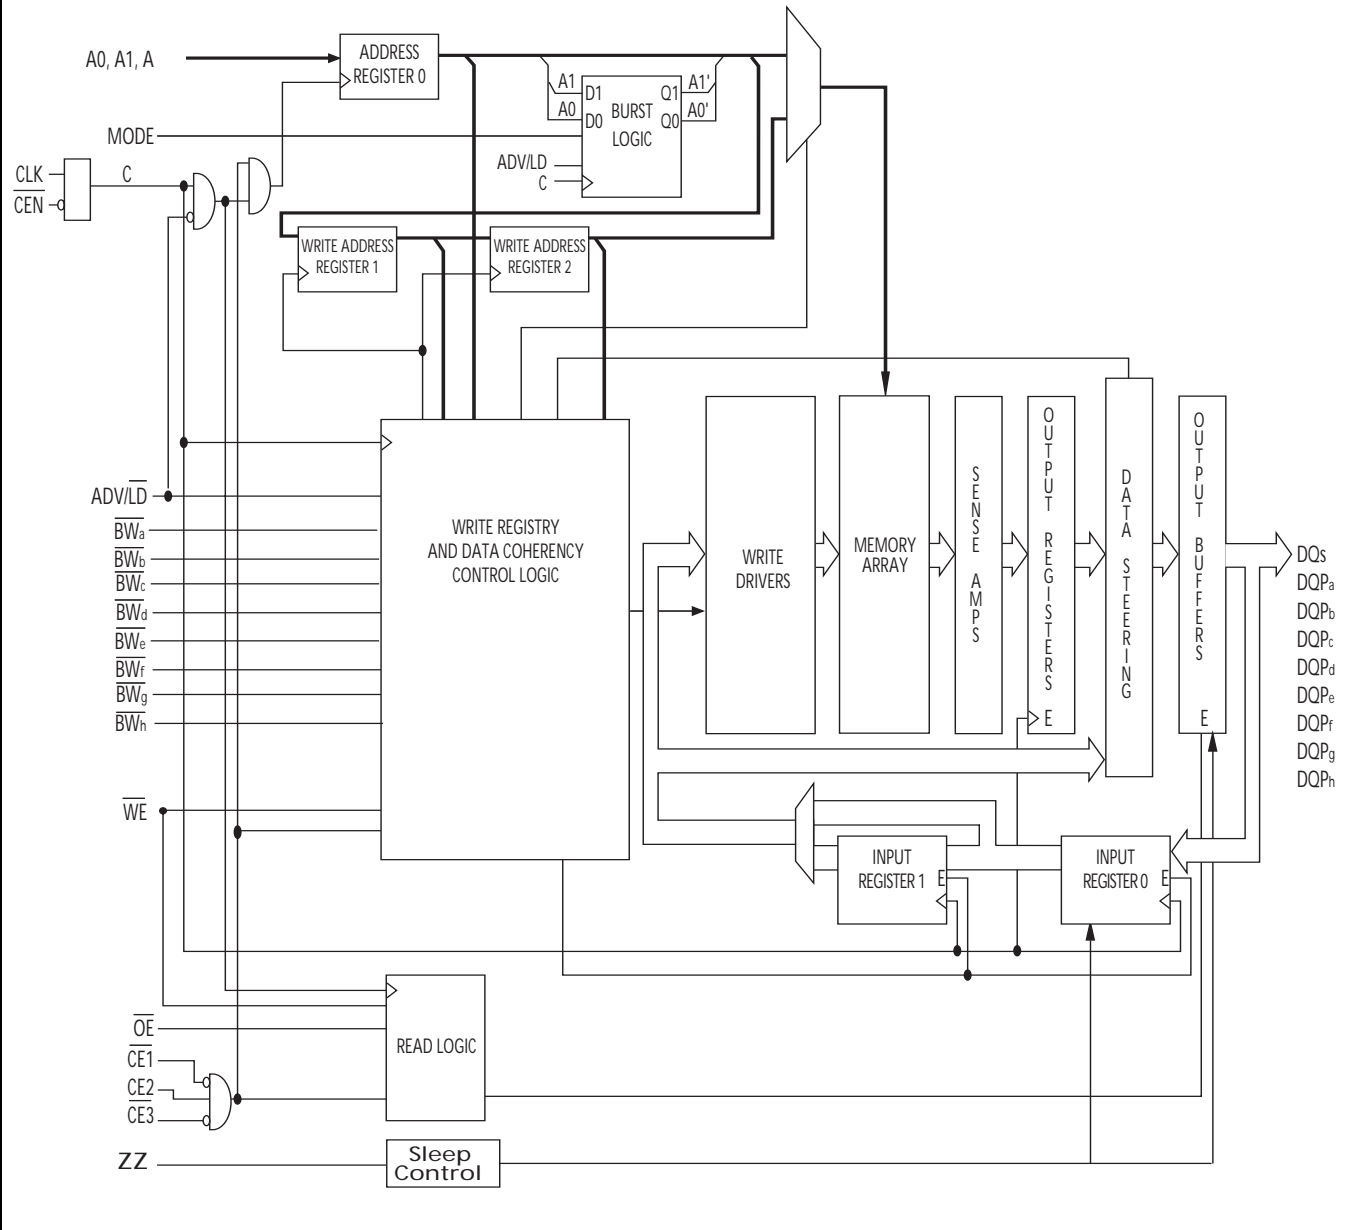 A0, A1, A
ADDRESS
REGISTER 0
A1
A0
D1
D0
BURST
LOGIC
Q1
Q0
A1'
A0'
MODE
ADV/LD
C
CLK
C
CEN
WRITE ADDRESS
REGISTER 1
WRITE ADDRESS
REGISTER 2
ADV/LD
BWa
BWb
BWc
BWd
BWe
BWf
BWg
BWh
WE
WRITE REGISTRY
AND DATA COHERENCY
CONTROL LOGIC
WRITE
DRIVERS
MEMORY
ARRAY
SENSE AMPS
OUTPUT REGISTERS
E
DATA STEERING
OUTPUT BUFFERS
E
DQs
DQPa
DQPb
DQPc
DQPd
DQPe
DQPf
DQPg
DQPh
INPUT
REGISTER 1
E
INPUT
REGISTER 0
E
OE
CE1
CE2
CE3
READ LOGIC
ZZ
Sleep
Control